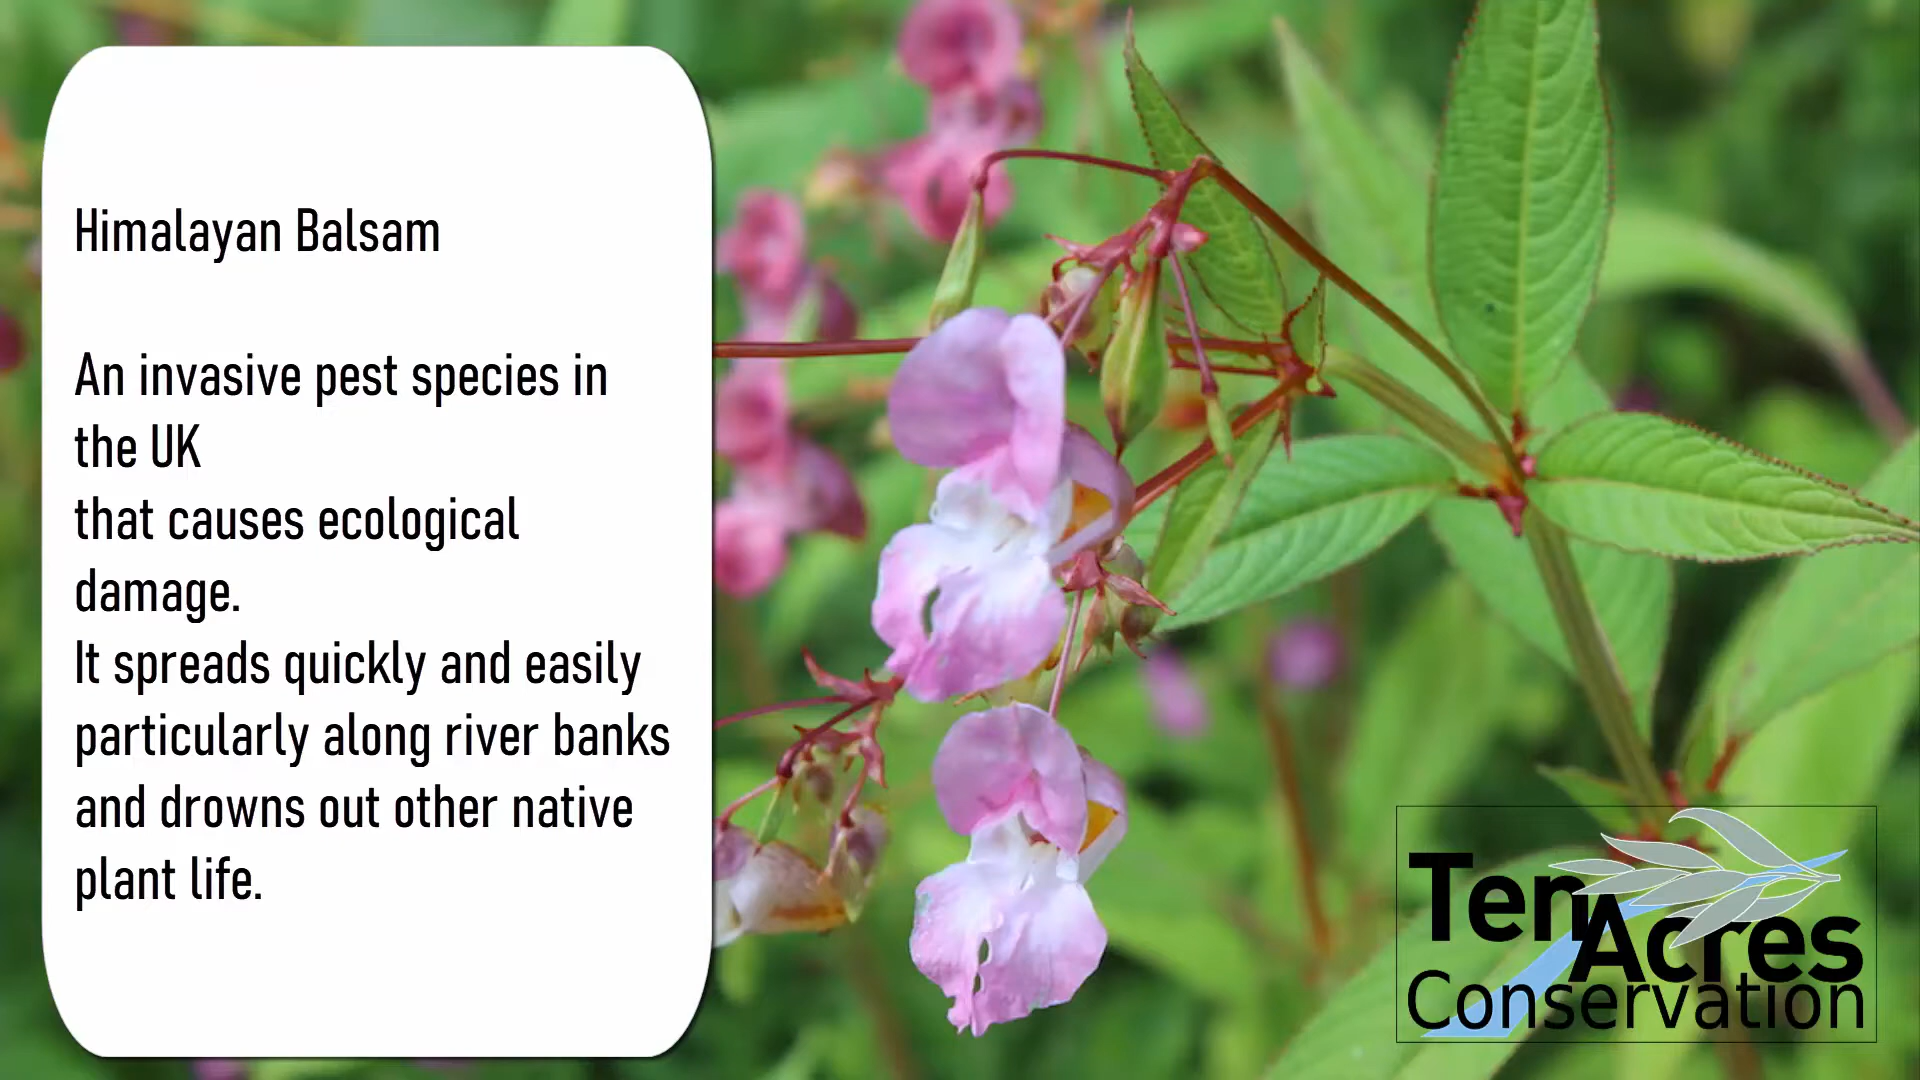 Himalayan Balsam
An invasive pest species in
the UK
that causes ecological
damage.
It spreads quickly and easily
particularly along river banks
and drowns out other native
plant life.
Ten
Acres
Conservation